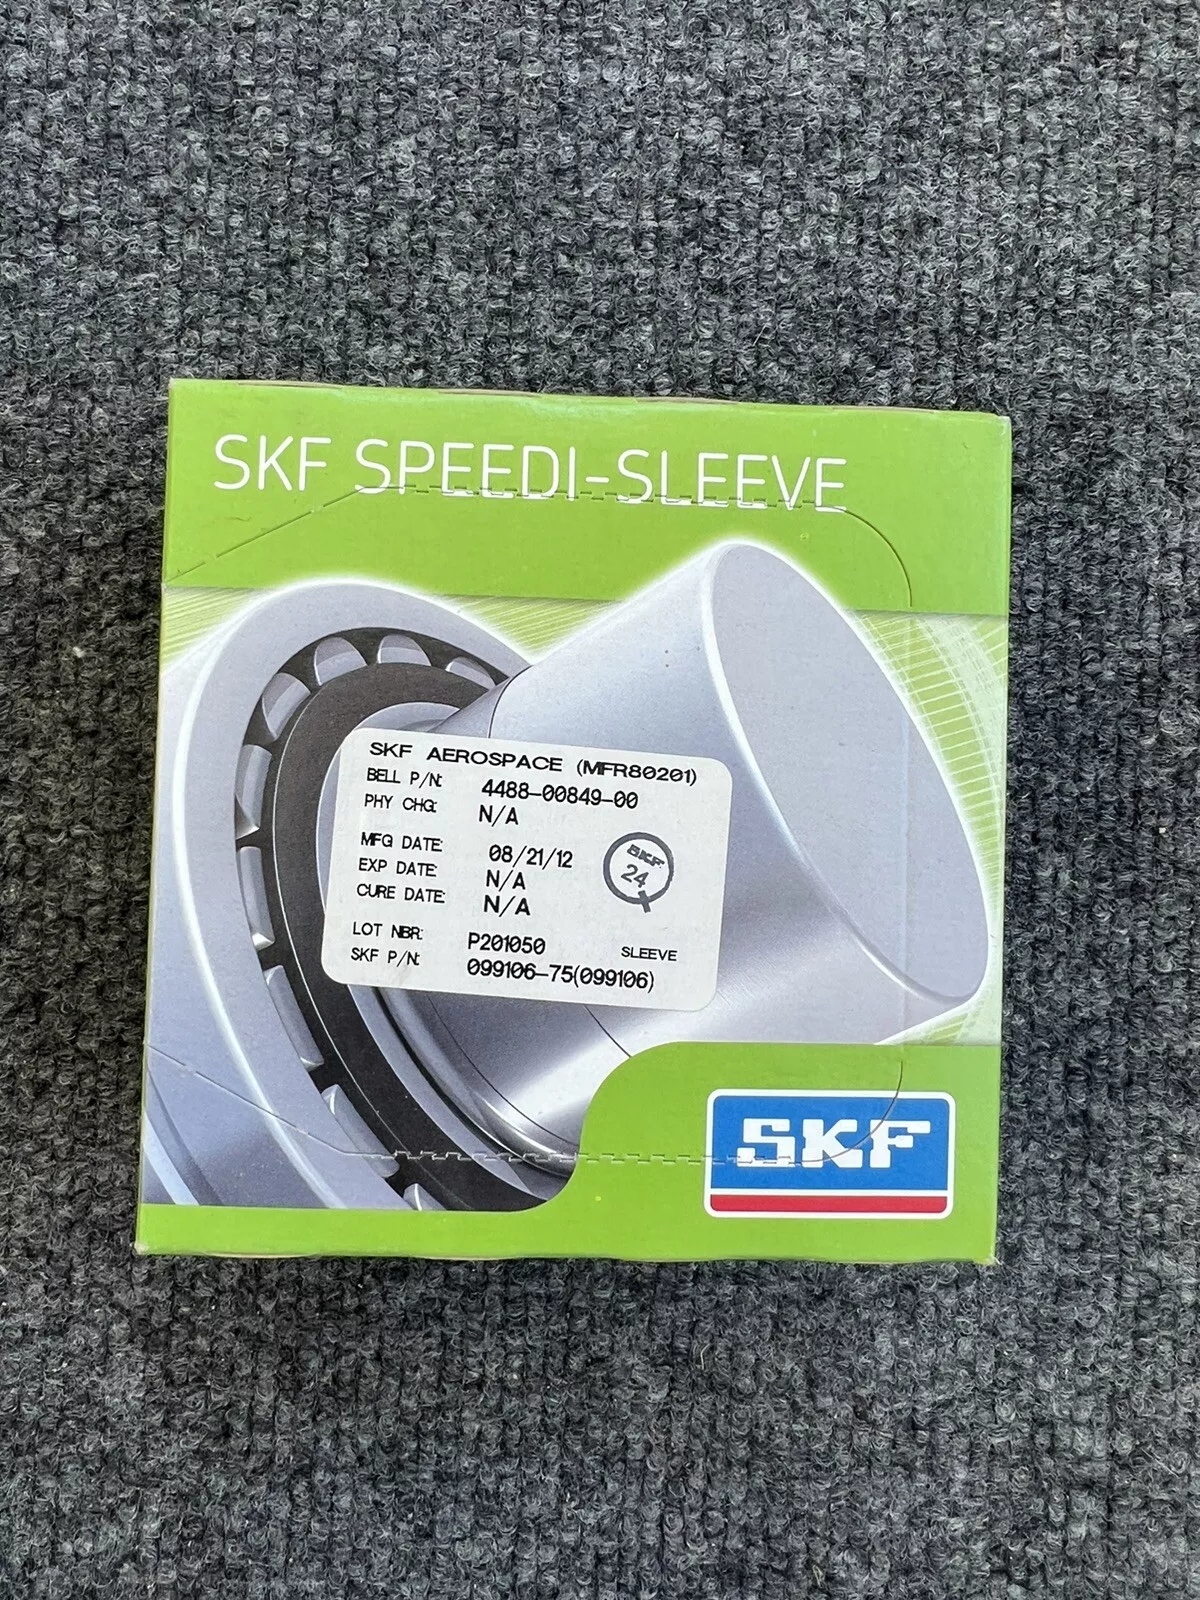 SKF SPEEDI-SLEEVE
SKF AEROSPACE (MFR80201)
BELL P/N: 4488-00849-00
PHY CHG: N/A
MFG DATE: 08/21/12
EXP DATE: N/A
CURE DATE: N/A
SKF
24
LOT NBR: P201050 SLEEVE
SKF P/N: 099106-75(099106)
SKF